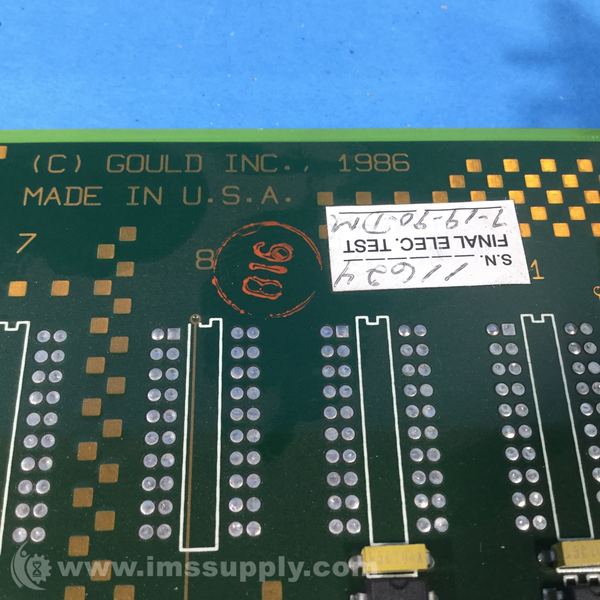 (C) GOULD INC., 1986
MADE IN U.S.A.
7
8
B16
S.N. 11624
FINAL ELEC. TEST
7-19-90 DM
1
www.imssupply.com